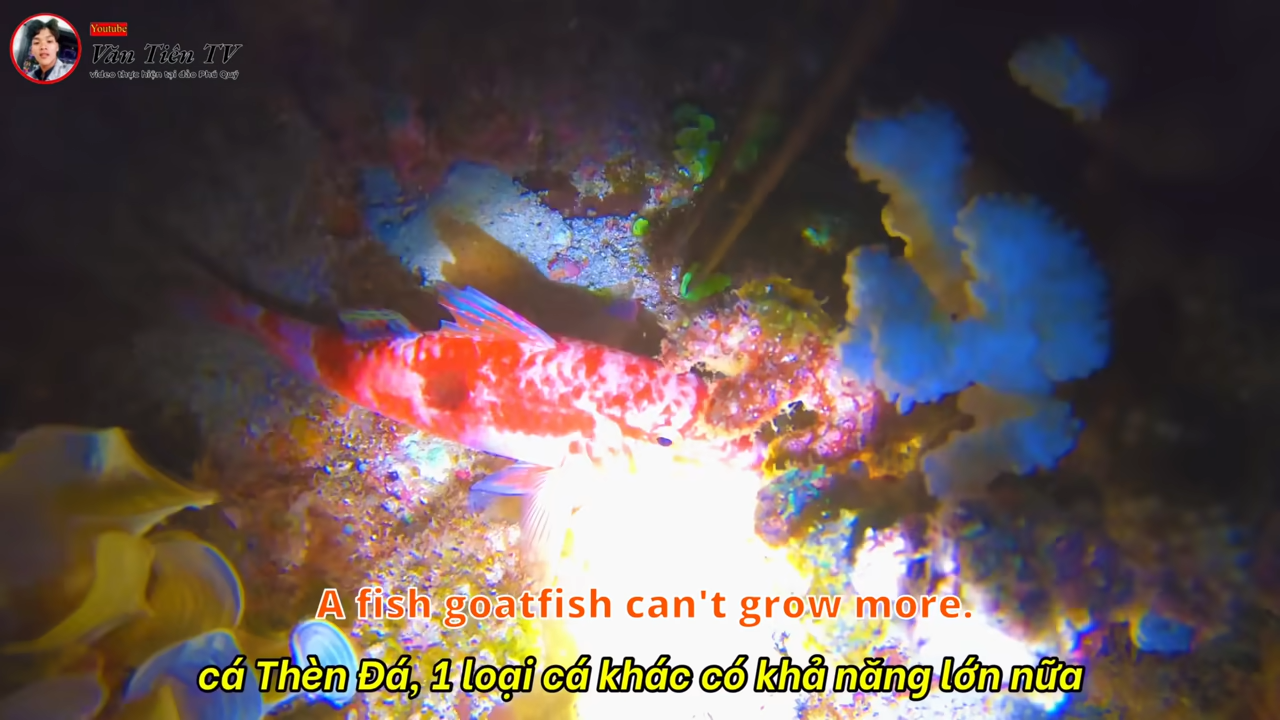 Youtube
Văn Tiên TV
video thực hiện tại đảo Phú Quý
A fish goatfish can't grow more.
cá Thèn Đá, 1 loại cá khác có khả năng lớn nữa